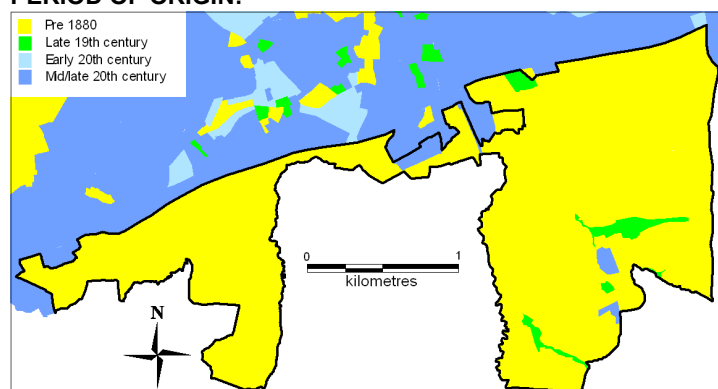 PERIOD OF ORIGIN:
Pre 1880
Late 19th century
Early 20th century
Mid/late 20th century
0 1
kilometres
N